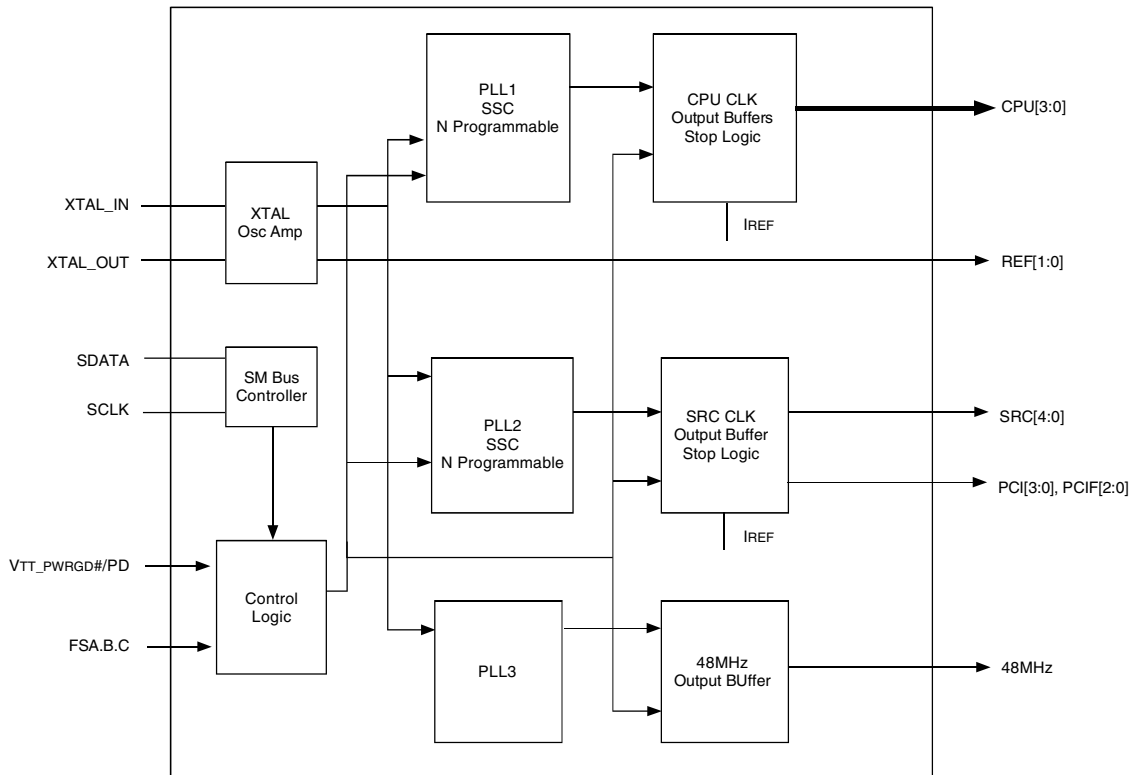 PLL1
SSC
N Programmable
CPU CLK
Output Buffers
Stop Logic
CPU[3:0]
XTAL_IN
XTAL
Osc Amp
IREF
XTAL_OUT
REF[1:0]
SDATA
SM Bus
Controller
SCLK
PLL2
SSC
N Programmable
SRC CLK
Output Buffer
Stop Logic
SRC[4:0]
PCI[3:0], PCIF[2:0]
IREF
VTT_PWRGD#/PD
Control
Logic
FSA.B.C
PLL3
48MHz
Output BUffer
48MHz